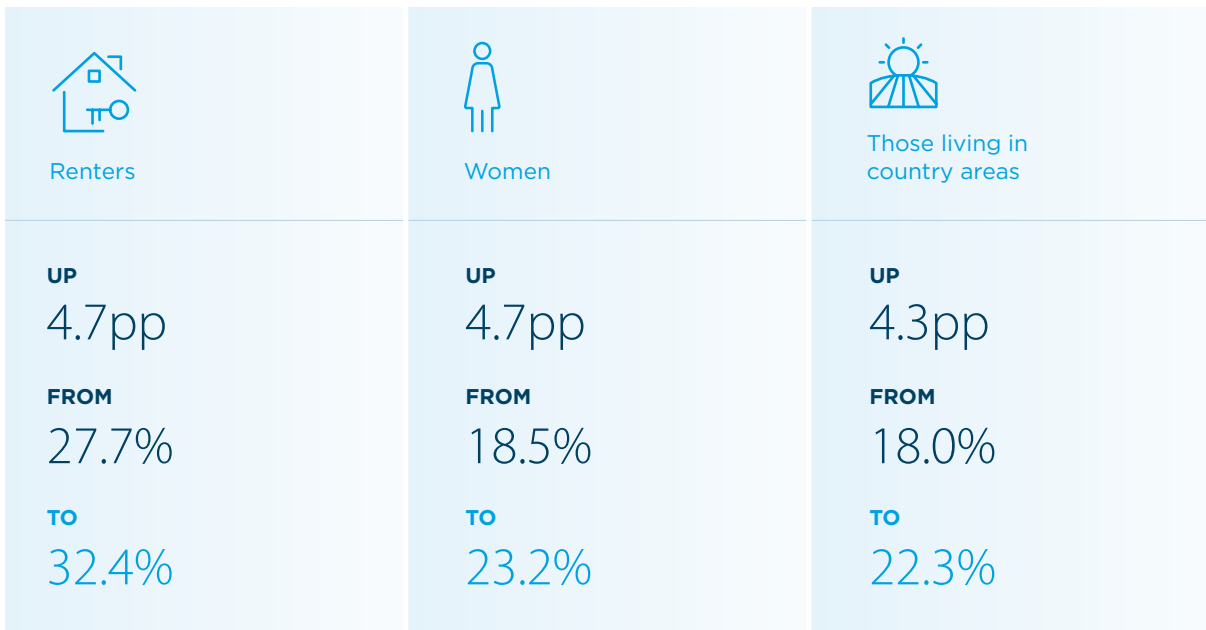 Renters
UP
4.7pp
FROM
27.7%
TO
32.4%
Women
UP
4.7pp
FROM
18.5%
TO
23.2%
Those living in
country areas
UP
4.3pp
FROM
18.0%
TO
22.3%